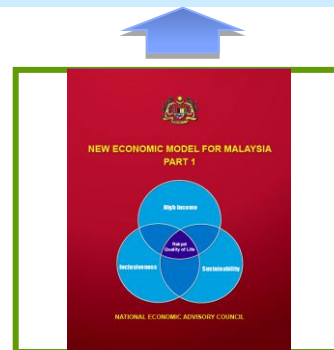 NEW ECONOMIC MODEL FOR MALAYSIA
PART 1
High Income
Rakyat
Quality of Life
Inclusiveness
Sustainability
NATIONAL ECONOMIC ADVISORY COUNCIL